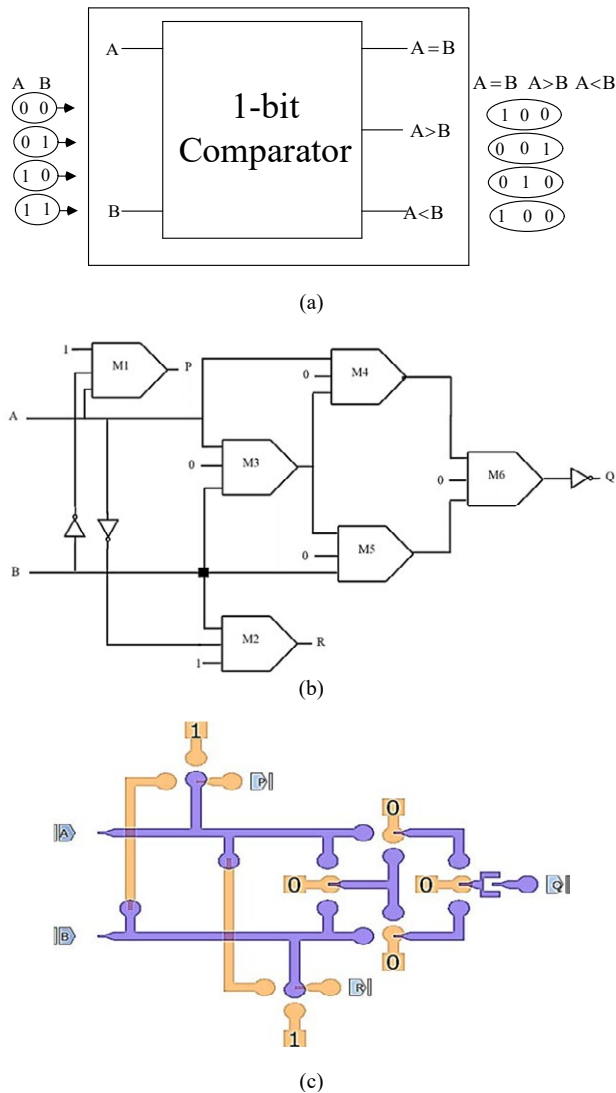 A A=B
A B A=B A>B A<B
0 0 1-bit 1 0 0
0 1 Comparator A>B 0 0 1
1 0 0 1 0
1 1 B A<B 1 0 0
(a)
1 M1 P
0 M4
A
0 M3 M6
0 Q
B 0 M5
M2 R
1
(b)
1
P
A 0
0 0 Q
B
0
R
1
(c)